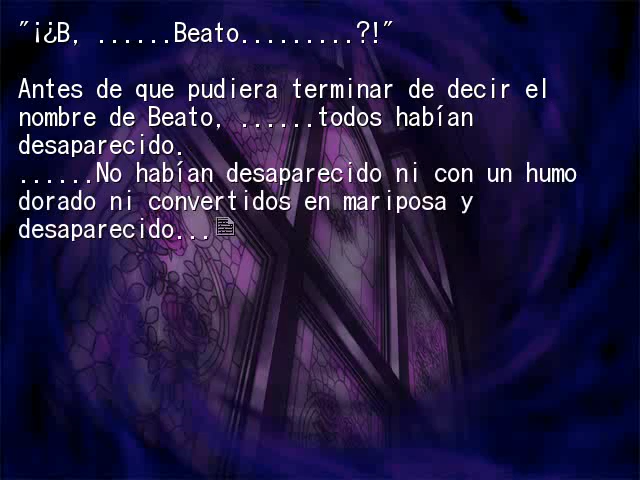 "¡¿B, ......Beato.........?!"
Antes de que pudiera terminar de decir el
nombre de Beato, ......todos habían
desaparecido.
......No habían desaparecido ni con un humo
dorado ni convertidos en mariposa y
desaparecido...